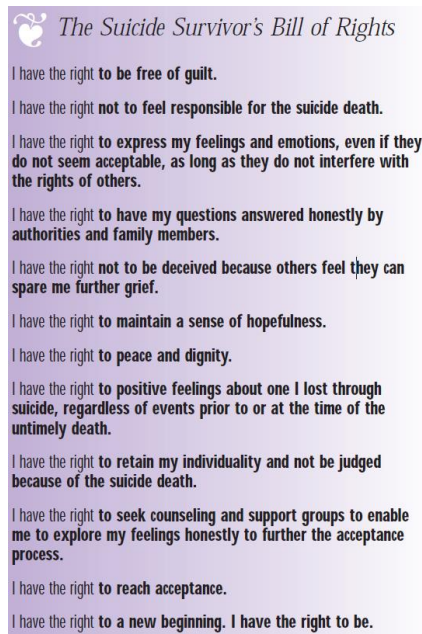 The Suicide Survivor's Bill of Rights
I have the right to be free of guilt.
I have the right not to feel responsible for the suicide death.
I have the right to express my feelings and emotions, even if they
do not seem acceptable, as long as they do not interfere with
the rights of others.
I have the right to have my questions answered honestly by
authorities and family members.
I have the right not to be deceived because others feel they can
spare me further grief.
I have the right to maintain a sense of hopefulness.
I have the right to peace and dignity.
I have the right to positive feelings about one I lost through
suicide, regardless of events prior to or at the time of the
untimely death.
I have the right to retain my individuality and not be judged
because of the suicide death.
I have the right to seek counseling and support groups to enable
me to explore my feelings honestly to further the acceptance
process.
I have the right to reach acceptance.
I have the right to a new beginning. I have the right to be.